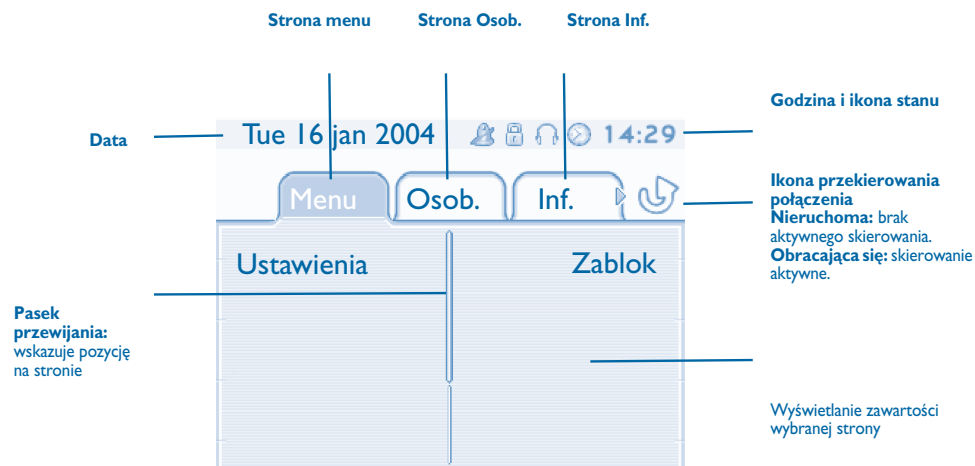 Strona menu
Strona Osob.
Strona Inf.
Godzina i ikona stanu
Data
Tue 16 jan 2004
14:29
Ikona przekierowania
połączenia
Nieruchoma: brak
aktywnego skierowania.
Obracająca się: skierowanie
aktywne.
Menu
Osob.
Inf.
Ustawienia
Zablok
Pasek
przewijania:
wskazuje pozycję
na stronie
Wyświetlanie zawartości
wybranej strony